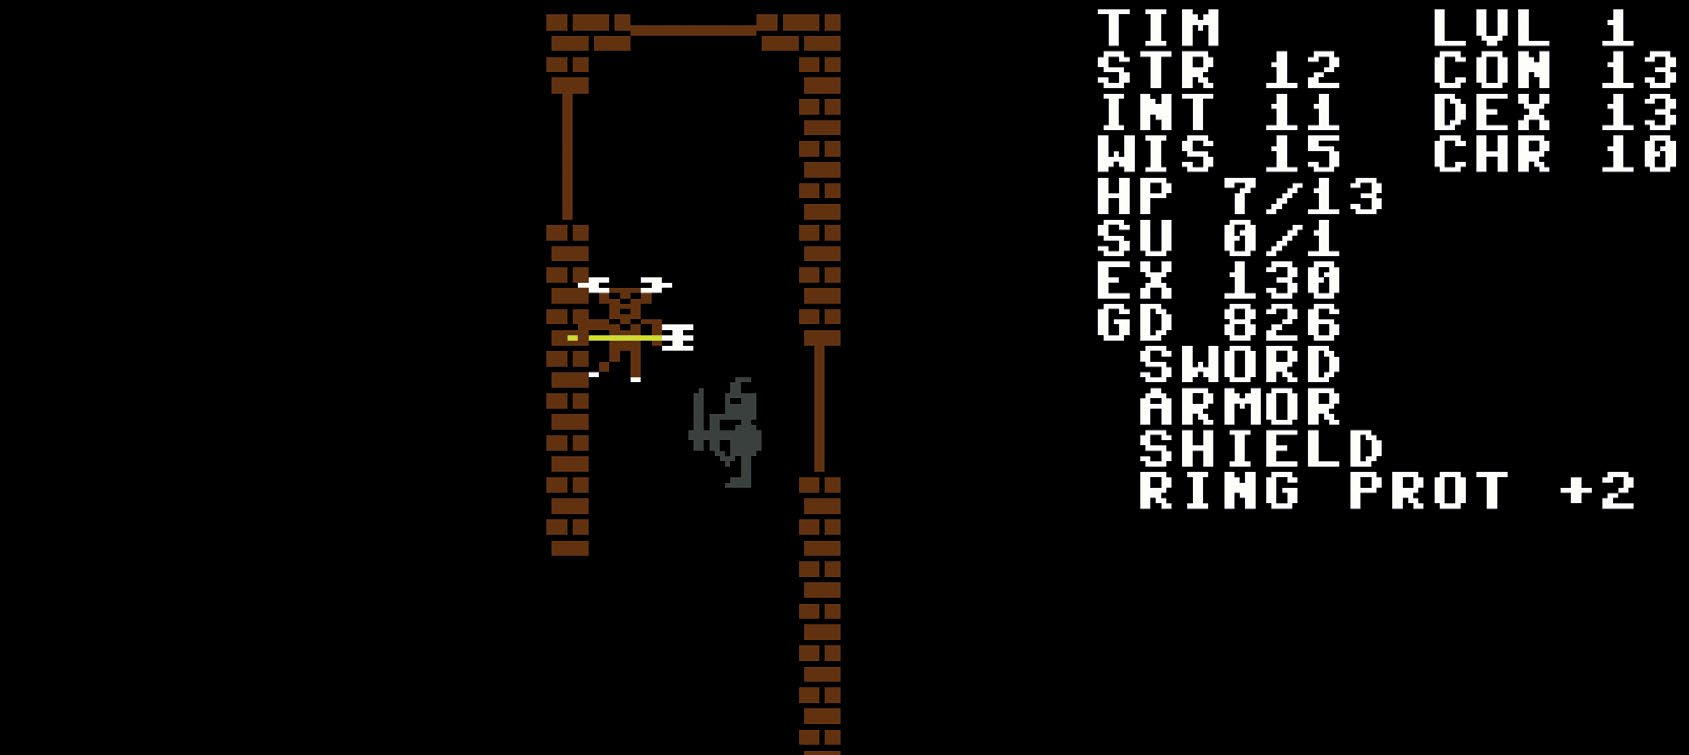 TIM LVL 1
STR 12 CON 13
INT 11 DEX 13
WIS 15 CHR 10
HP 7/13
SU 0/1
EX 130
GD 826
SWORD
ARMOR
SHIELD
RING PROT +2